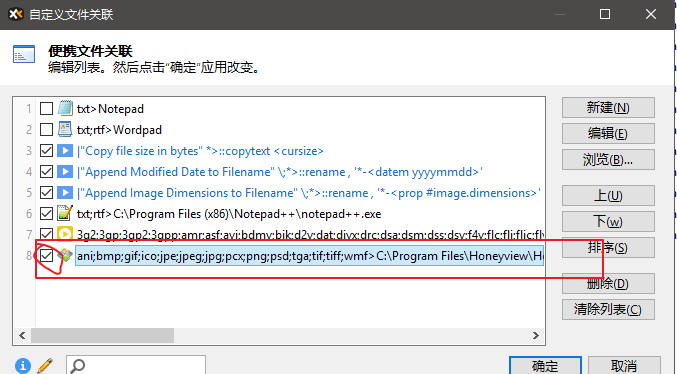 自定义文件关联
便携文件关联
编辑列表。然后点击“确定”应用改变。
1 txt>Notepad
2 txt;rtf>Wordpad
3 |"Copy file size in bytes" *>::copytext <cursize>
4 |"Append Modified Date to Filename" \;*>::rename , '*-<datem yyyymmdd>'
5 |"Append Image Dimensions to Filename" \;*>::rename , '*-<prop #image.dimensions>'
6 txt;rtf>C:\Program Files (x86)\Notepad++\notepad++.exe
7 3g2;3gp;3gp2;3gpp;amr;asf;avi;bdmv;bik;d2v;dat;divx;drc;dsa;dsm;dss;dsv;f4v;flc;fli;flic;flv
8 ani;bmp;gif;ico;jpe;jpeg;jpg;pcx;png;psd;tga;tif;tiff;wmf>C:\Program Files\Honeyview\Ho
新建(N)
编辑(E)
浏览(B)...
上(U)
下(w)
排序(S)
删除(D)
清除列表(C)
确定
取消